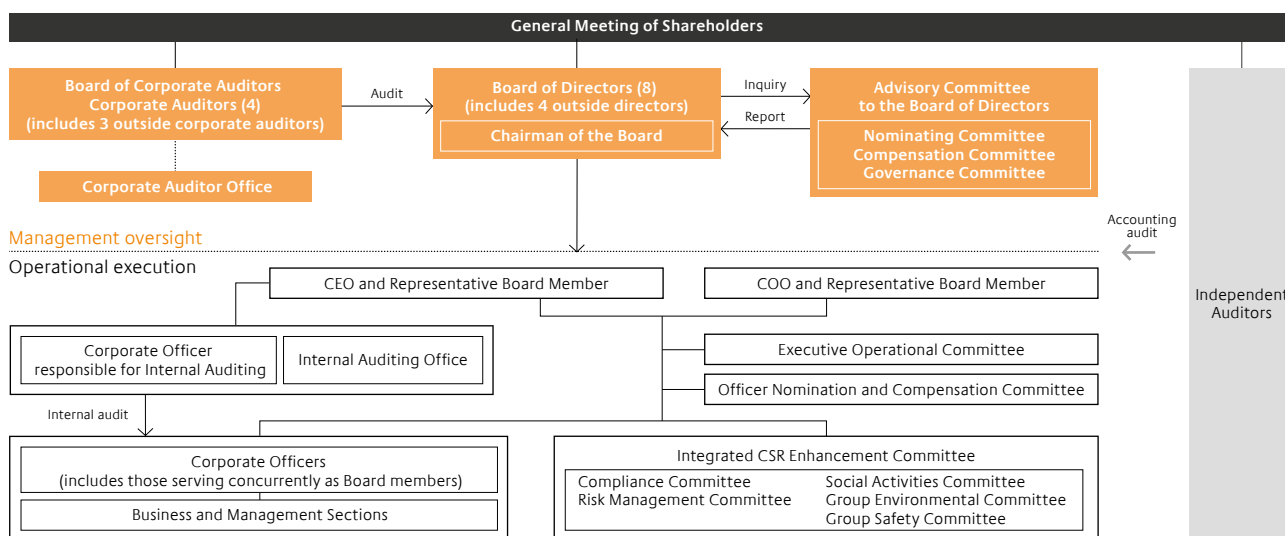 General Meeting of Shareholders
Board of Corporate Auditors
Corporate Auditors (4)
(includes 3 outside corporate auditors)
Audit
Board of Directors (8)
(includes 4 outside directors)
Chairman of the Board
Inquiry
Report
Advisory Committee
to the Board of Directors
Nominating Committee
Compensation Committee
Governance Committee
Corporate Auditor Office
Management oversight
Accounting
audit
Operational execution
CEO and Representative Board Member
COO and Representative Board Member
Independent
Auditors
Corporate Officer
responsible for Internal Auditing
Internal Auditing Office
Executive Operational Committee
Officer Nomination and Compensation Committee
Internal audit
Corporate Officers
(includes those serving concurrently as Board members)
Business and Management Sections
Integrated CSR Enhancement Committee
Compliance Committee
Risk Management Committee
Social Activities Committee
Group Environmental Committee
Group Safety Committee